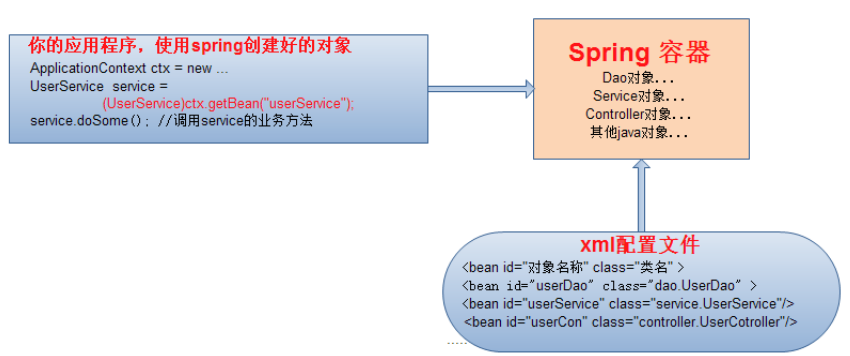 你的应用程序，使用spring创建好的对象
ApplicationContext ctx = new ...
UserService service =
(UserService)ctx.getBean("userService");
service.doSome(); //调用service的业务方法
Spring 容器
Dao对象...
Service对象...
Controller对象...
其他java对象...
xml配置文件
<bean id="对象名称" class="类名" >
<bean id="userDao" class="dao.UserDao" >
<bean id="userService" class="service.UserService"/>
<bean id="userCon" class="controller.UserCotroller"/>
......